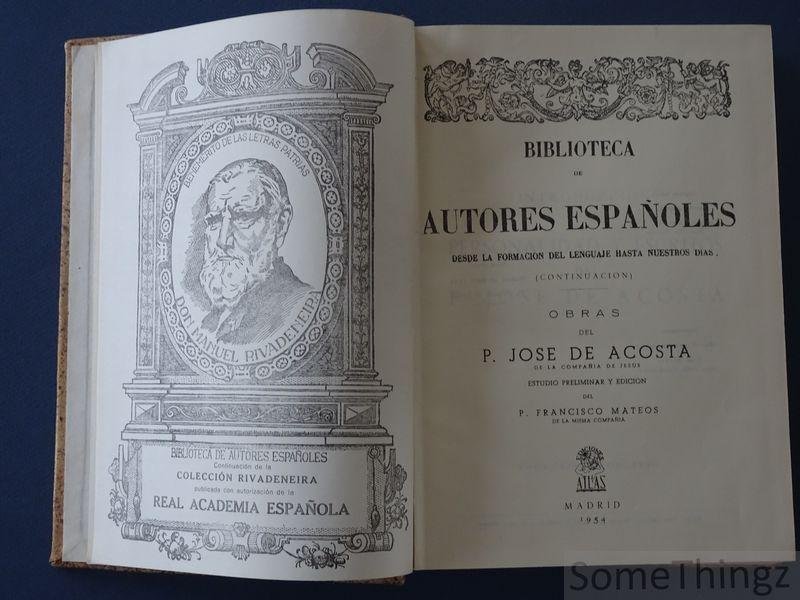 BENEMERITO DE LAS LETRAS PATRIAS
DON MANUEL RIVADENEIRA
BIBLIOTECA DE AUTORES ESPAÑOLES
Continuación de la
COLECCIÓN RIVADENEIRA
publicada con autorización de la
REAL ACADEMIA ESPAÑOLA
BIBLIOTECA
DE
AUTORES ESPAÑOLES
DESDE LA FORMACION DEL LENGUAJE HASTA NUESTROS DIAS.
(CONTINUACION)
OBRAS
DEL
P. JOSE DE ACOSTA
DE LA COMPAÑIA DE JESUS
ESTUDIO PRELIMINAR Y EDICION
DEL
P. FRANCISCO MATEOS
DE LA MISMA COMPAÑIA
ATLAS
MADRID
1954
SomeThingz